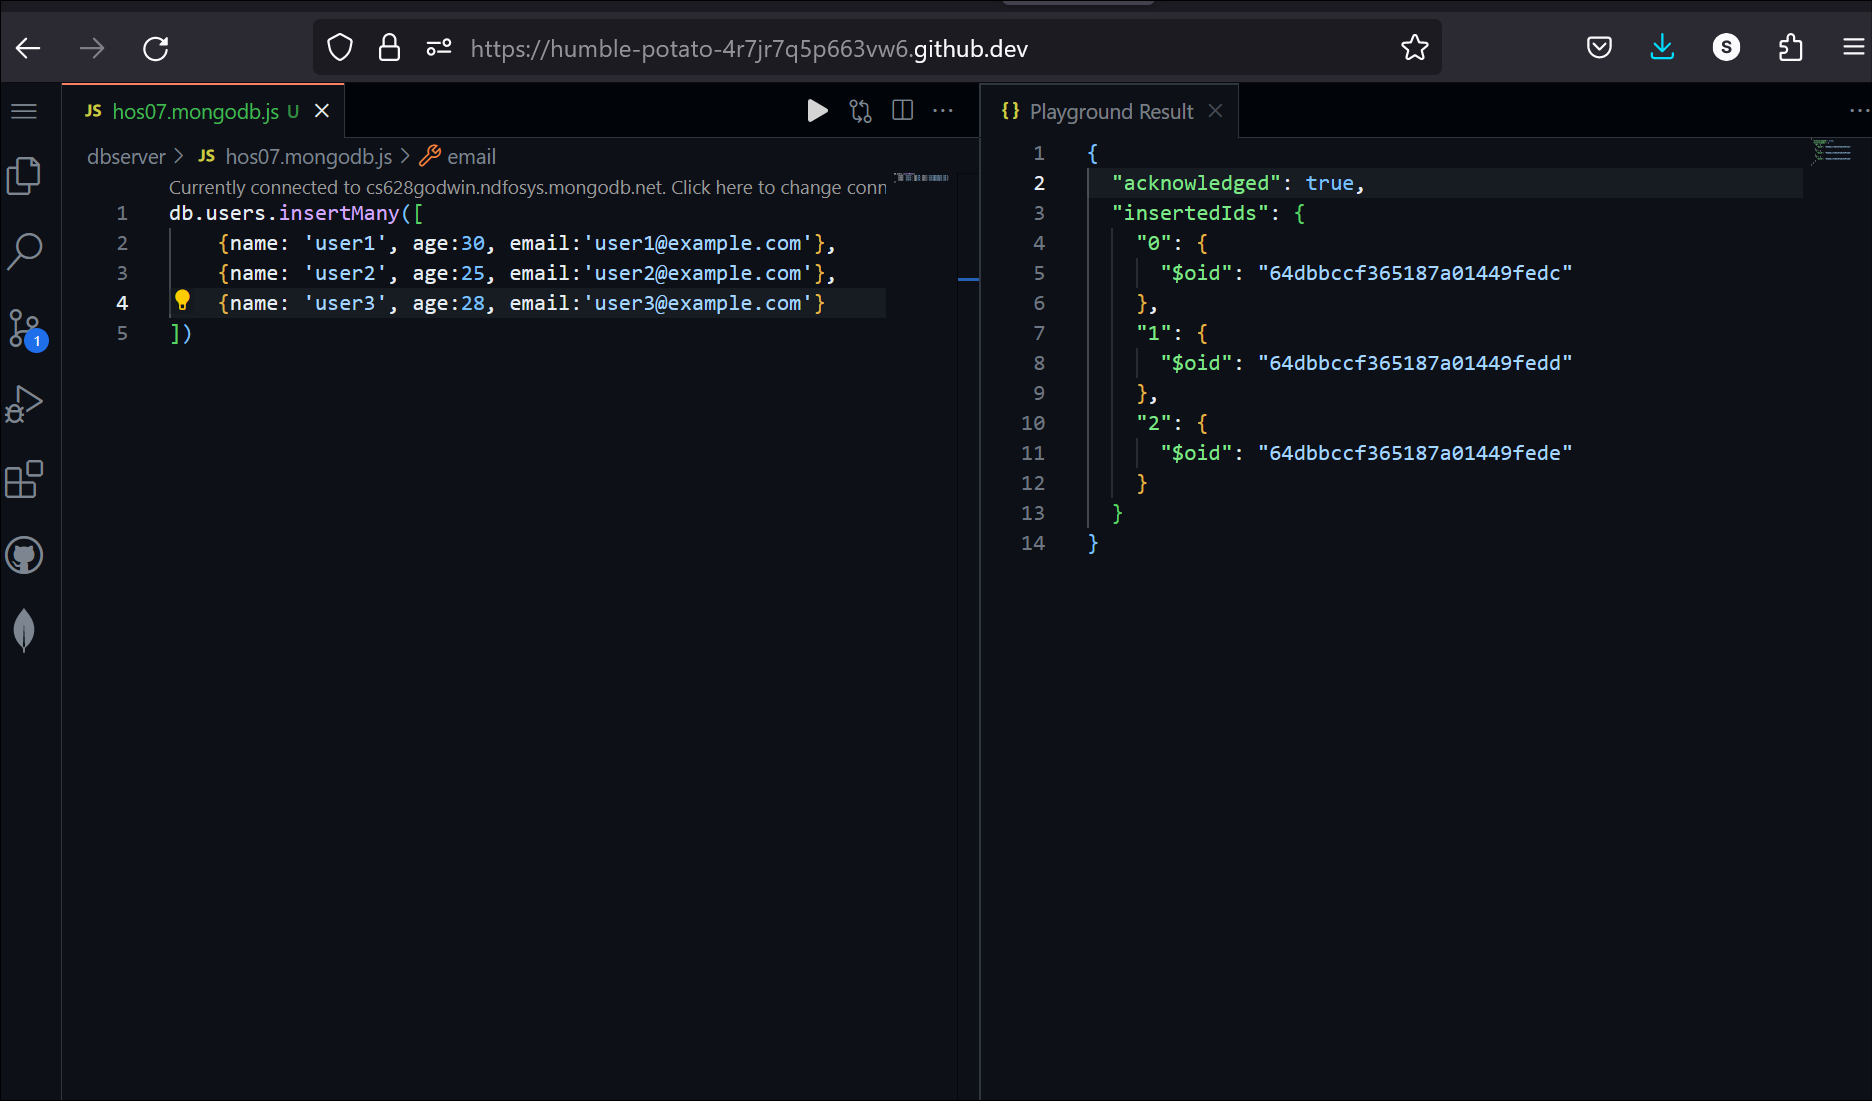 https://humble-potato-4r7jr7q5p663vw6.github.dev
S
JS hos07.mongodb.js U
dbserver > JS hos07.mongodb.js > email
Currently connected to cs628godwin.ndfosys.mongodb.net. Click here to change conn
1 db.users.insertMany([
2 {name: 'user1', age:30, email:'user1@example.com'},
3 {name: 'user2', age:25, email:'user2@example.com'},
4 {name: 'user3', age:28, email:'user3@example.com'}
5 ])
1
{} Playground Result
1 {
2 "acknowledged": true,
3 "insertedIds": {
4 "0": {
5 "$oid": "64dbbccf365187a01449fedc"
6 },
7 "1": {
8 "$oid": "64dbbccf365187a01449fedd"
9 },
10 "2": {
11 "$oid": "64dbbccf365187a01449fede"
12 }
13 }
14 }